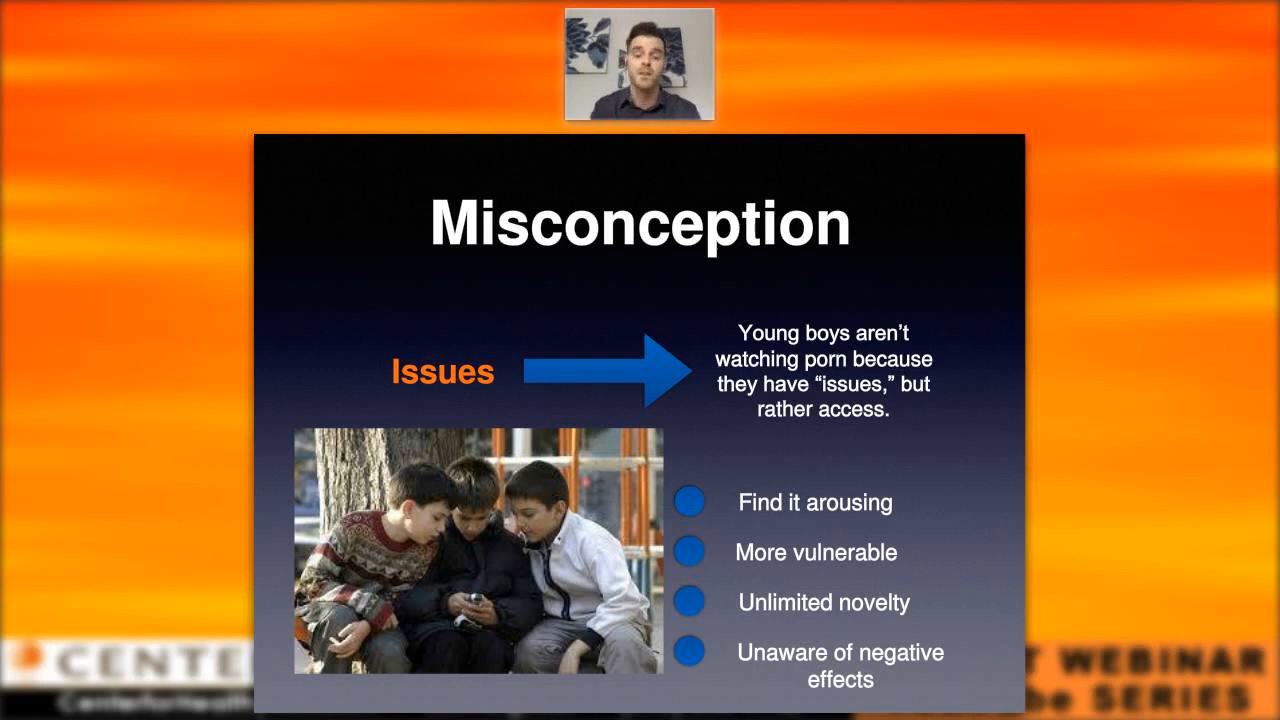 Misconception
Issues
Young boys aren’t
watching porn because
they have “issues,” but
rather access.
Find it arousing
More vulnerable
Unlimited novelty
Unaware of negative
effects
CENTE
WEBINAR
SERIES